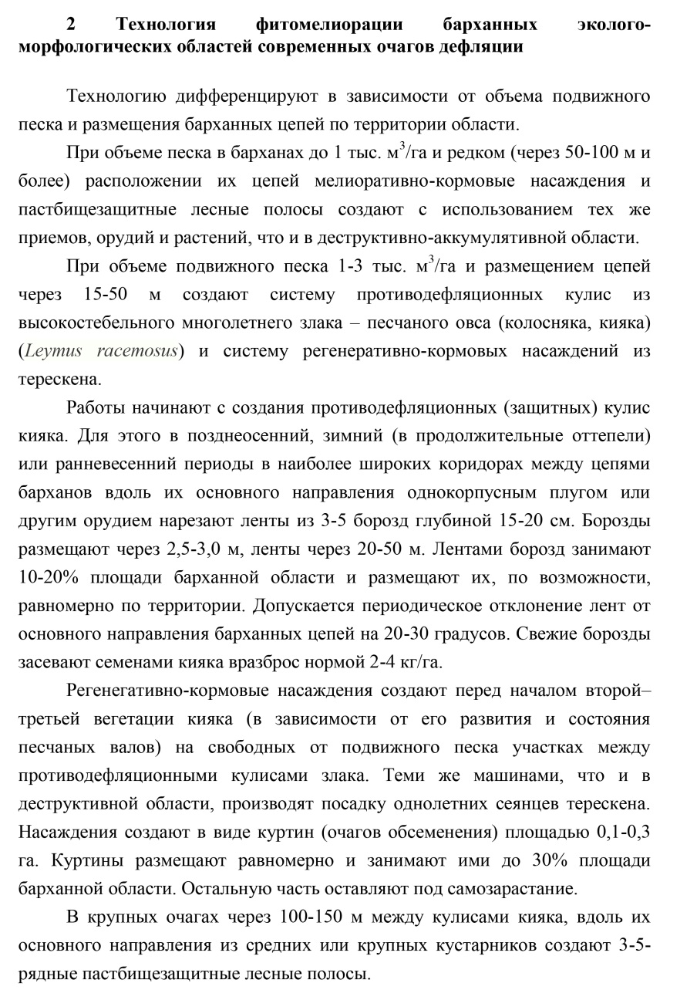 2 Технология фитомелиорации барханных эколого-
морфологических областей современных очагов дефляции
Технологию дифференцируют в зависимости от объема подвижного
песка и размещения барханных цепей по территории области.
При объеме песка в барханах до 1 тыс. м³/га и редком (через 50-100 м и
более) расположении их цепей мелиоративно-кормовые насаждения и
пастбищезащитные лесные полосы создают с использованием тех же
приемов, орудий и растений, что и в деструктивно-аккумулятивной области.
При объеме подвижного песка 1-3 тыс. м³/га и размещением цепей
через 15-50 м создают систему противодефляционных кулис из
высокостебельного многолетнего злака – песчаного овса (колосняка, кияка)
(Leymus racemosus) и систему регенеративно-кормовых насаждений из
терескена.
Работы начинают с создания противодефляционных (защитных) кулис
кияка. Для этого в позднеосенний, зимний (в продолжительные оттепели)
или ранневесенний периоды в наиболее широких коридорах между цепями
барханов вдоль их основного направления однокорпусным плугом или
другим орудием нарезают ленты из 3-5 борозд глубиной 15-20 см. Борозды
размещают через 2,5-3,0 м, ленты через 20-50 м. Лентами борозд занимают
10-20% площади барханной области и размещают их, по возможности,
равномерно по территории. Допускается периодическое отклонение лент от
основного направления барханных цепей на 20-30 градусов. Свежие борозды
засевают семенами кияка вразброс нормой 2-4 кг/га.
Регенегативно-кормовые насаждения создают перед началом второй–
третьей вегетации кияка (в зависимости от его развития и состояния
песчаных валов) на свободных от подвижного песка участках между
противодефляционными кулисами злака. Теми же машинами, что и в
деструктивной области, производят посадку однолетних сеянцев терескена.
Насаждения создают в виде куртин (очагов обсеменения) площадью 0,1-0,3
га. Куртины размещают равномерно и занимают ими до 30% площади
барханной области. Остальную часть оставляют под самозарастание.
В крупных очагах через 100-150 м между кулисами кияка, вдоль их
основного направления из средних или крупных кустарников создают 3-5-
рядные пастбищезащитные лесные полосы.